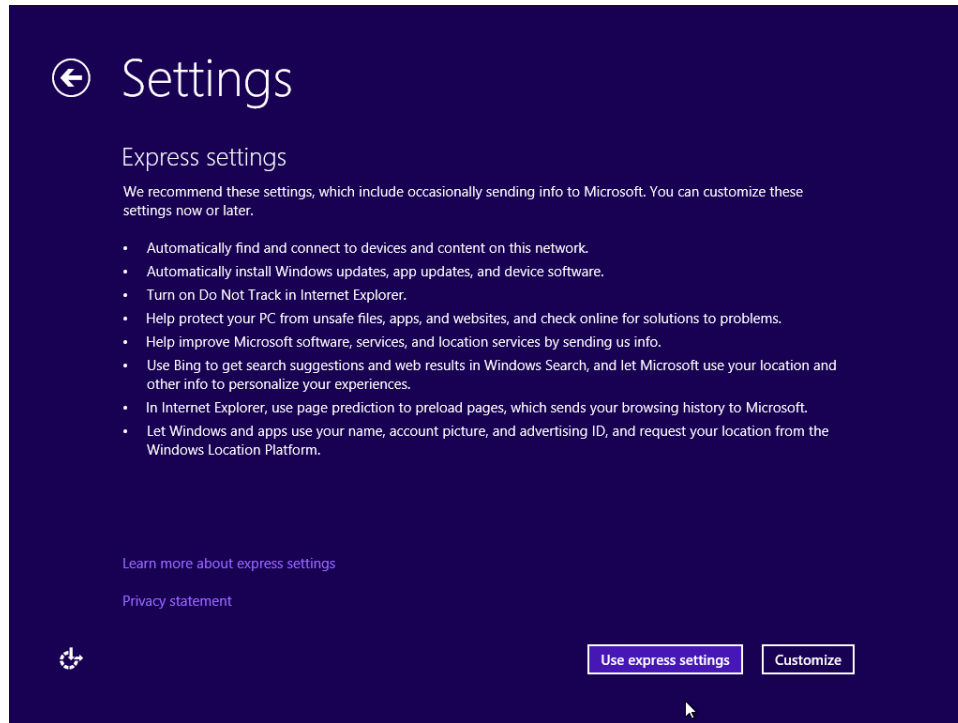 Settings
Express settings
We recommend these settings, which include occasionally sending info to Microsoft. You can customize these
settings now or later.
• Automatically find and connect to devices and content on this network.
• Automatically install Windows updates, app updates, and device software.
• Turn on Do Not Track in Internet Explorer.
• Help protect your PC from unsafe files, apps, and websites, and check online for solutions to problems.
• Help improve Microsoft software, services, and location services by sending us info.
• Use Bing to get search suggestions and web results in Windows Search, and let Microsoft use your location and
other info to personalize your experiences.
• In Internet Explorer, use page prediction to preload pages, which sends your browsing history to Microsoft.
• Let Windows and apps use your name, account picture, and advertising ID, and request your location from the
Windows Location Platform.
Learn more about express settings
Privacy statement
Use express settings
Customize